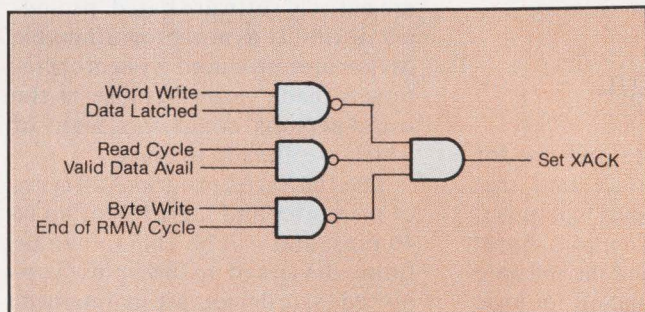 Word Write
Data Latched
Read Cycle
Valid Data Avail
Byte Write
End of RMW Cycle
Set XACK